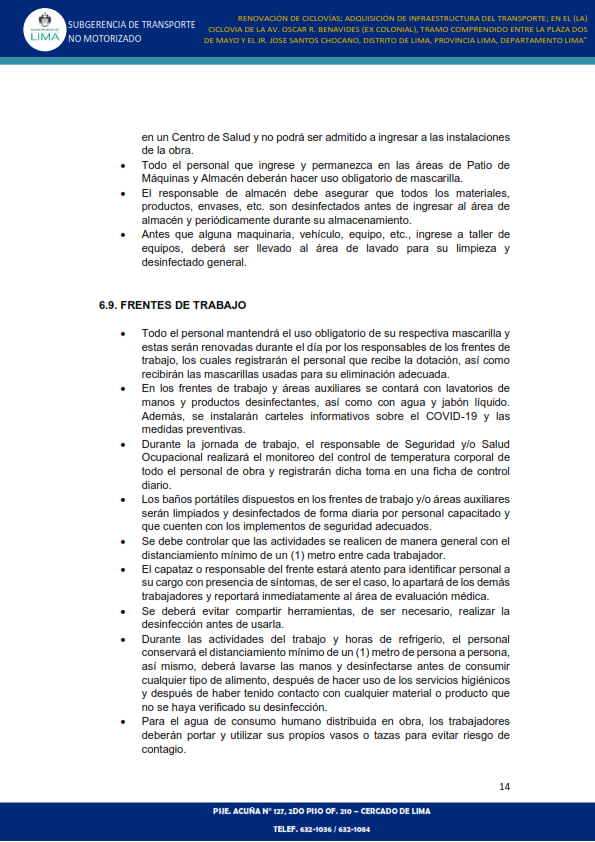 LIMA
SUBGERENCIA DE TRANSPORTE
NO MOTORIZADO
RENOVACIÓN DE CICLOVÍAS; ADQUISICIÓN DE INFRAESTRUCTURA DEL TRANSPORTE; EN EL (LA)
CICLOVIA DE LA AV. OSCAR R. BENAVIDES (EX COLONIAL), TRAMO COMPRENDIDO ENTRE LA PLAZA DOS
DE MAYO Y EL JR. JOSE SANTOS CHOCANO, DISTRITO DE LIMA, PROVINCIA LIMA, DEPARTAMENTO LIMA"
en un Centro de Salud y no podrá ser admitido a ingresar a las instalaciones
de la obra.
• Todo el personal que ingrese y permanezca en las áreas de Patio de
Máquinas y Almacén deberán hacer uso obligatorio de mascarilla.
• El responsable de almacén debe asegurar que todos los materiales,
productos, envases, etc. son desinfectados antes de ingresar al área de
almacén y periódicamente durante su almacenamiento.
• Antes que alguna maquinaria, vehículo, equipo, etc., ingrese a taller de
equipos, deberá ser llevado al área de lavado para su limpieza y
desinfectado general.
6.9. FRENTES DE TRABAJO
• Todo el personal mantendrá el uso obligatorio de su respectiva mascarilla y
estas serán renovadas durante el día por los responsables de los frentes de
trabajo, los cuales registrarán el personal que recibe la dotación, así como
recibirán las mascarillas usadas para su eliminación adecuada.
• En los frentes de trabajo y áreas auxiliares se contará con lavatorios de
manos y productos desinfectantes, así como con agua y jabón líquido.
Además, se instalarán carteles informativos sobre el COVID-19 y las
medidas preventivas.
• Durante la jornada de trabajo, el responsable de Seguridad y/o Salud
Ocupacional realizará el monitoreo del control de temperatura corporal de
todo el personal de obra y registrarán dicha toma en una ficha de control
diario.
• Los baños portátiles dispuestos en los frentes de trabajo y/o áreas auxiliares
serán limpiados y desinfectados de forma diaria por personal capacitado y
que cuenten con los implementos de seguridad adecuados.
• Se debe controlar que las actividades se realicen de manera general con el
distanciamiento mínimo de un (1) metro entre cada trabajador.
• El capataz o responsable del frente estará atento para identificar personal a
su cargo con presencia de síntomas, de ser el caso, lo apartará de los demás
trabajadores y reportará inmediatamente al área de evaluación médica.
• Se deberá evitar compartir herramientas, de ser necesario, realizar la
desinfección antes de usarla.
• Durante las actividades del trabajo y horas de refrigerio, el personal
conservará el distanciamiento mínimo de un (1) metro de persona a persona,
así mismo, deberá lavarse las manos y desinfectarse antes de consumir
cualquier tipo de alimento, después de hacer uso de los servicios higiénicos
y después de haber tenido contacto con cualquier material o producto que
no se haya verificado su desinfección.
• Para el agua de consumo humano distribuida en obra, los trabajadores
deberán portar y utilizar sus propios vasos o tazas para evitar riesgo de
contagio.
14
PSJE. ACUÑA N° 127, 2DO PISO OF. 210 – CERCADO DE LIMA
TELEF. 632-1036 / 632-1084